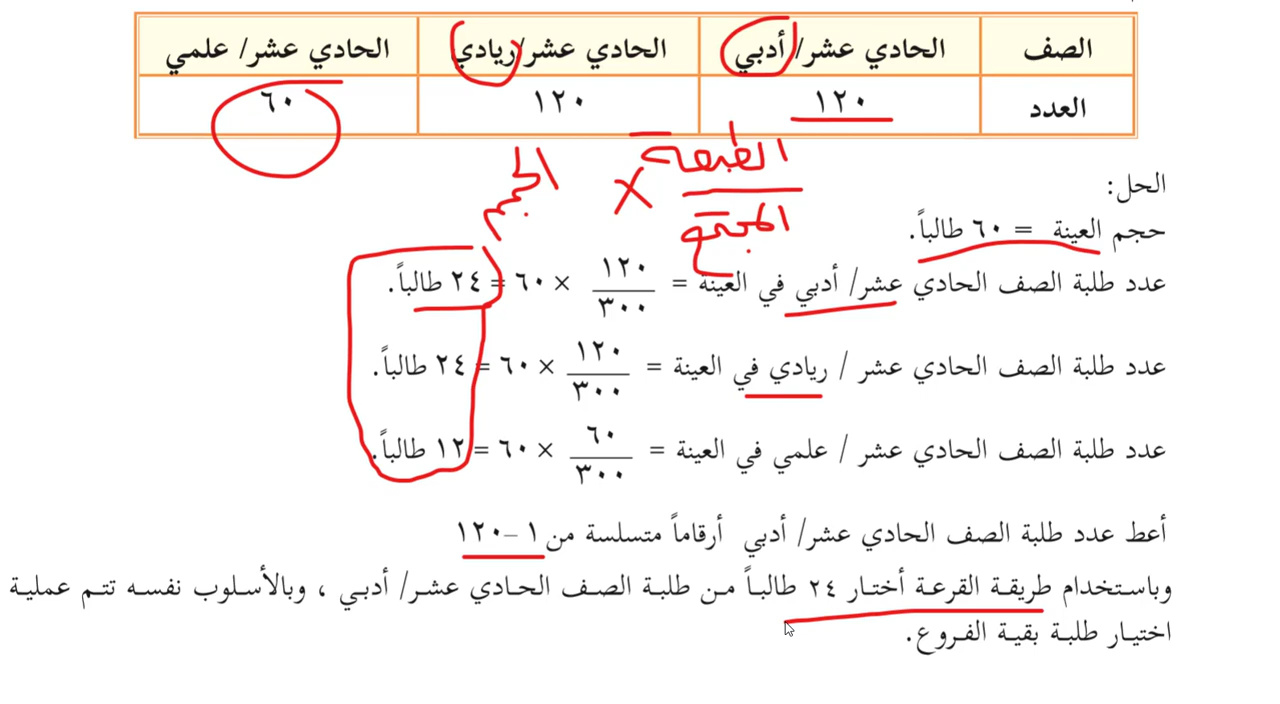 الصف الحادي عشر/ أدبي الحادي عشر/ريادي الحادي عشر/ علمي
العدد ١٢٠ ١٢٠ ٦٠
الطبقة
المجتمع
×
الحجم
الحل:
حجم العينة = ٦٠ طالباً.
عدد طلبة الصف الحادي عشر/ أدبي في العينة = ١٢٠/٣٠٠ × ٦٠ = ٢٤ طالباً.
عدد طلبة الصف الحادي عشر / ريادي في العينة = ١٢٠/٣٠٠ × ٦٠ = ٢٤ طالباً.
عدد طلبة الصف الحادي عشر / علمي في العينة = ٦٠/٣٠٠ × ٦٠ = ١٢ طالباً.
أعط عدد طلبة الصف الحادي عشر/ أدبي أرقاماً متسلسة من ١ –١٢٠
وباستخدام طريقة القرعة أختار ٢٤ طالباً من طلبة الصف الحادي عشر/ أدبي ، وبالأسلوب نفسه تتم عملية
اختيار طلبة بقية الفروع.